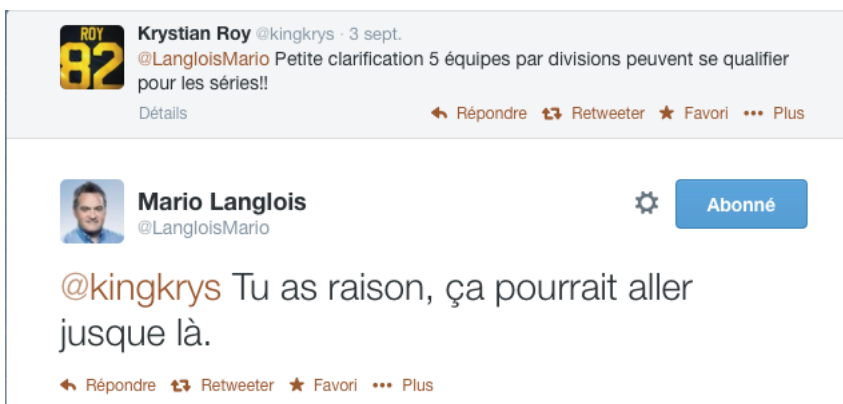 ROY
82
Krystian Roy @kingkrys · 3 sept.
@LangloisMario Petite clarification 5 équipes par divisions peuvent se qualifier
pour les séries!!
Détails
Répondre Retweeter Favori Plus
Mario Langlois
@LangloisMario
Abonné
@kingkrys Tu as raison, ça pourrait aller
jusque là.
Répondre Retweeter Favori Plus